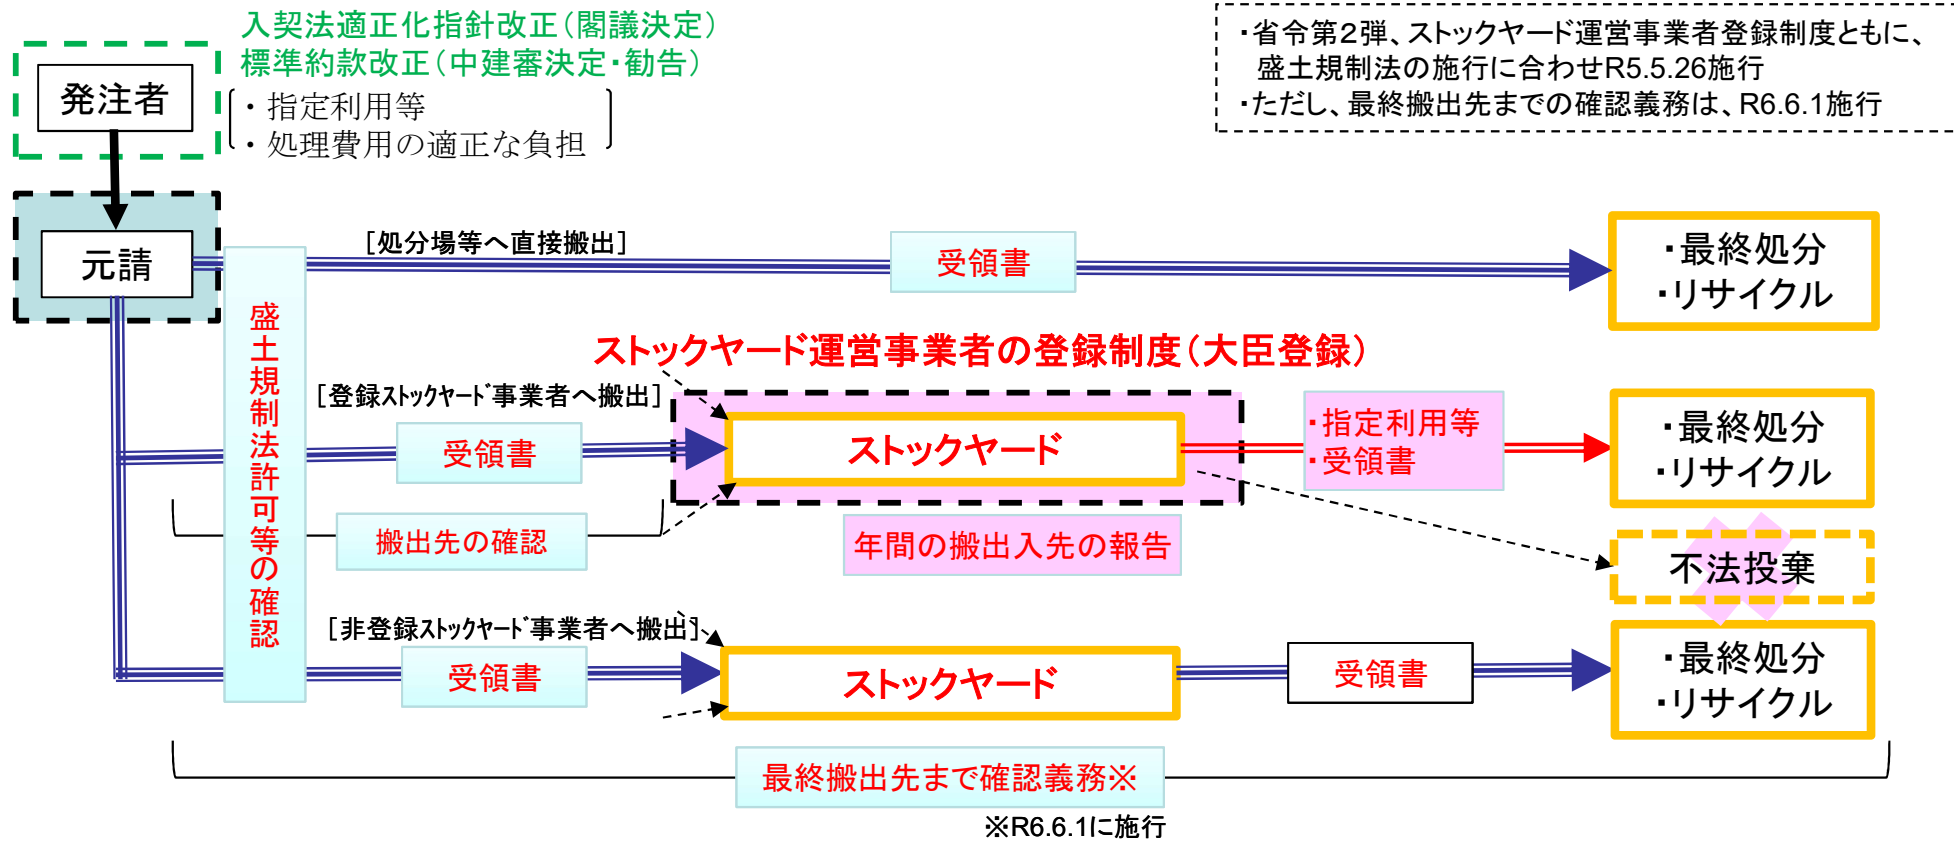 入契法適正化指針改正（閣議決定）
標準約款改正（中建審決定・勧告）
発注者
・指定利用等
・処理費用の適正な負担
・省令第２弾、ストックヤード運営事業者登録制度ともに、
盛土規制法の施行に合わせR5.5.26施行
・ただし、最終搬出先までの確認義務は、R6.6.1施行
元請
［処分場等へ直接搬出］
受領書
・最終処分
・リサイクル
盛土規制法許可等の確認
ストックヤード運営事業者の登録制度（大臣登録）
［登録ｽﾄｯｸﾔｰﾄﾞ事業者へ搬出］
受領書
ストックヤード
・指定利用等
・受領書
・最終処分
・リサイクル
搬出先の確認
年間の搬出入先の報告
不法投棄
［非登録ｽﾄｯｸﾔｰﾄﾞ事業者へ搬出］
受領書
ストックヤード
受領書
・最終処分
・リサイクル
最終搬出先まで確認義務※
※R6.6.1に施行